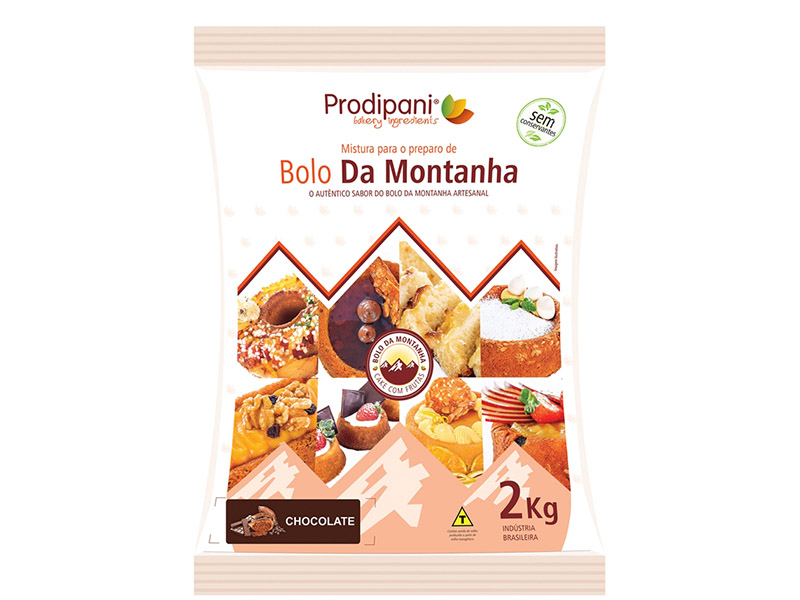 Prodipani®
bakery ingredients
sem
conservantes
Mistura para o preparo de
Bolo Da Montanha
O AUTÊNTICO SABOR DO BOLO DA MONTANHA ARTESANAL
BOLO DA MONTANHA
CAKE COM FRUTAS
CHOCOLATE
T
2Kg
INDÚSTRIA
BRASILEIRA